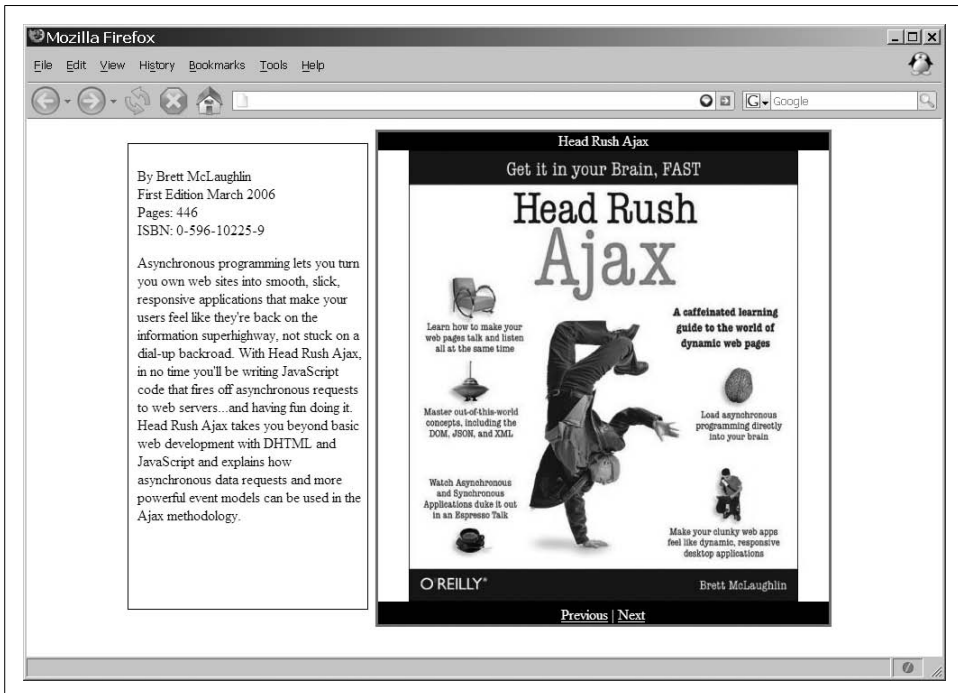 Mozilla Firefox
File Edit View History Bookmarks Tools Help
G Google
By Brett McLaughlin
First Edition March 2006
Pages: 446
ISBN: 0-596-10225-9
Asynchronous programming lets you turn
you own web sites into smooth, slick,
responsive applications that make your
users feel like they're back on the
information superhighway, not stuck on a
dial-up backroad. With Head Rush Ajax,
in no time you'll be writing JavaScript
code that fires off asynchronous requests
to web servers...and having fun doing it.
Head Rush Ajax takes you beyond basic
web development with DHTML and
JavaScript and explains how
asynchronous data requests and more
powerful event models can be used in the
Ajax methodology.
Head Rush Ajax
Get it in your Brain, FAST
Head Rush
Ajax
Learn how to make your
web pages talk and listen
all at the same time
A caffeinated learning
guide to the world of
dynamic web pages
Master out-of-this-world
concepts, including the
DOM, JSON, and XML
Load asynchronous
programming directly
into your brain
Watch Asynchronous
and Synchronous
Applications duke it out
in an Espresso Talk
Make your clunky web apps
feel like dynamic, responsive
desktop applications
O'REILLY®
Brett McLaughlin
Previous | Next